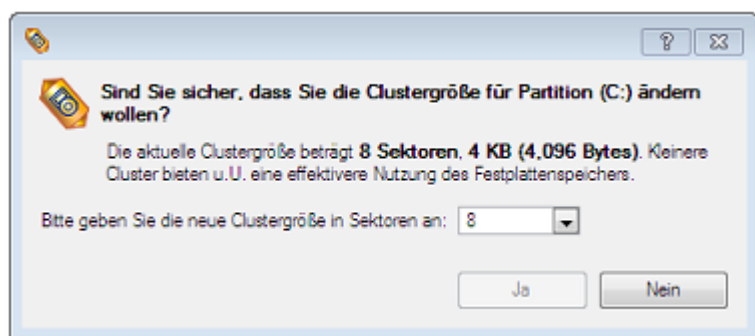 Sind Sie sicher, dass Sie die Clustergröße für Partition (C:) ändern
wollen?
Die aktuelle Clustergröße beträgt 8 Sektoren, 4 KB (4,096 Bytes). Kleinere
Cluster bieten u.U. eine effektivere Nutzung des Festplattenspeichers.
Bitte geben Sie die neue Clustergröße in Sektoren an: 8
Ja Nein